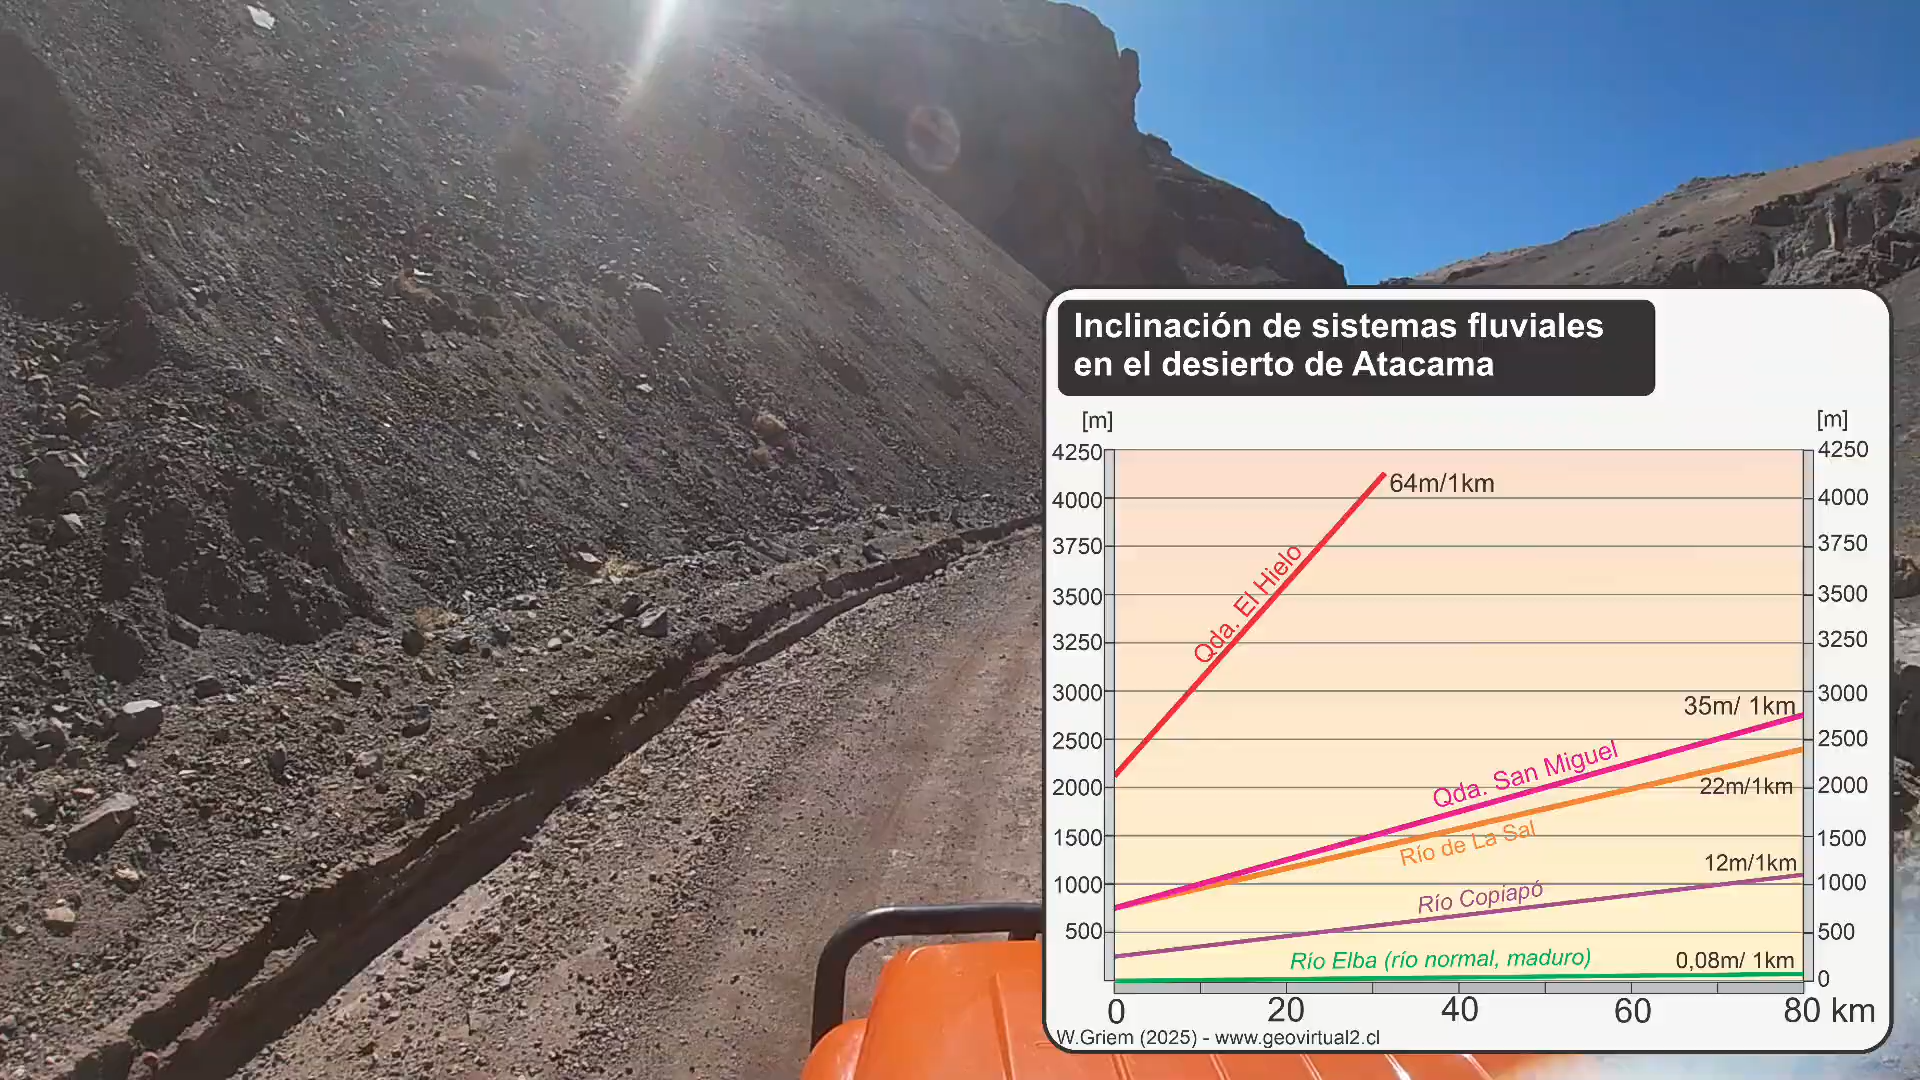 Inclinación de sistemas fluviales
en el desierto de Atacama
[m]
[m]
4250
4000
3750
3500
3250
3000
2500
2000
1500
1000
500
4250
4000
3750
3500
3250
3000
2500
2000
1500
1000
500
0
64m/1km
Qda. El Hielo
35m/ 1km
Qda. San Miguel
22m/1km
Río de La Sal
12m/1km
Río Copiapó
Río Elba (río normal, maduro)
0,08m/ 1km
0 20 40 60 80 km
W.Griem (2025) - www.geovirtual2.cl